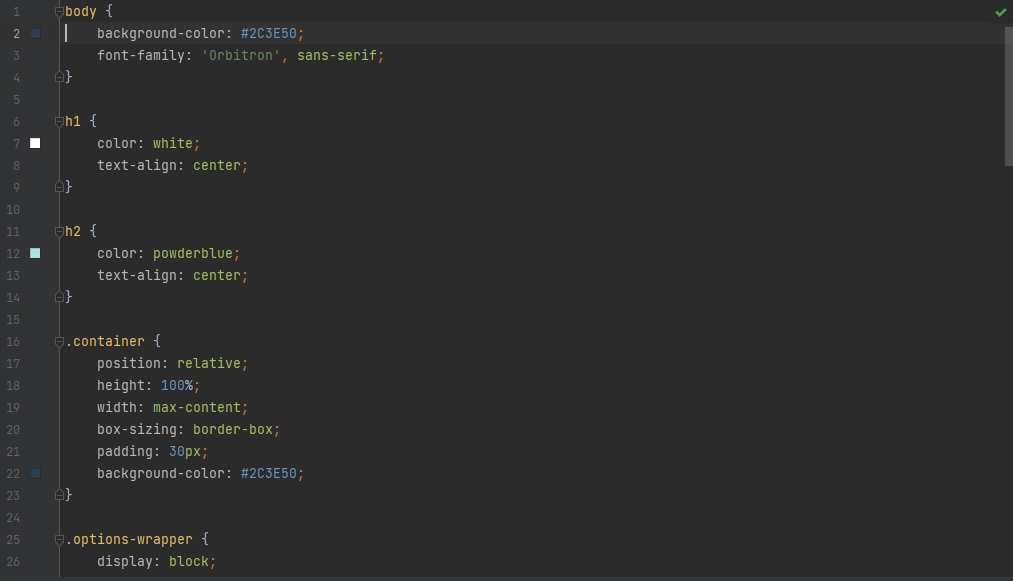 1 body {
2     background-color: #2C3E50;
3     font-family: 'Orbitron', sans-serif;
4 }
5
6 h1 {
7     color: white;
8     text-align: center;
9 }
10
11 h2 {
12     color: powderblue;
13     text-align: center;
14 }
15
16 .container {
17     position: relative;
18     height: 100%;
19     width: max-content;
20     box-sizing: border-box;
21     padding: 30px;
22     background-color: #2C3E50;
23 }
24
25 .options-wrapper {
26     display: block;